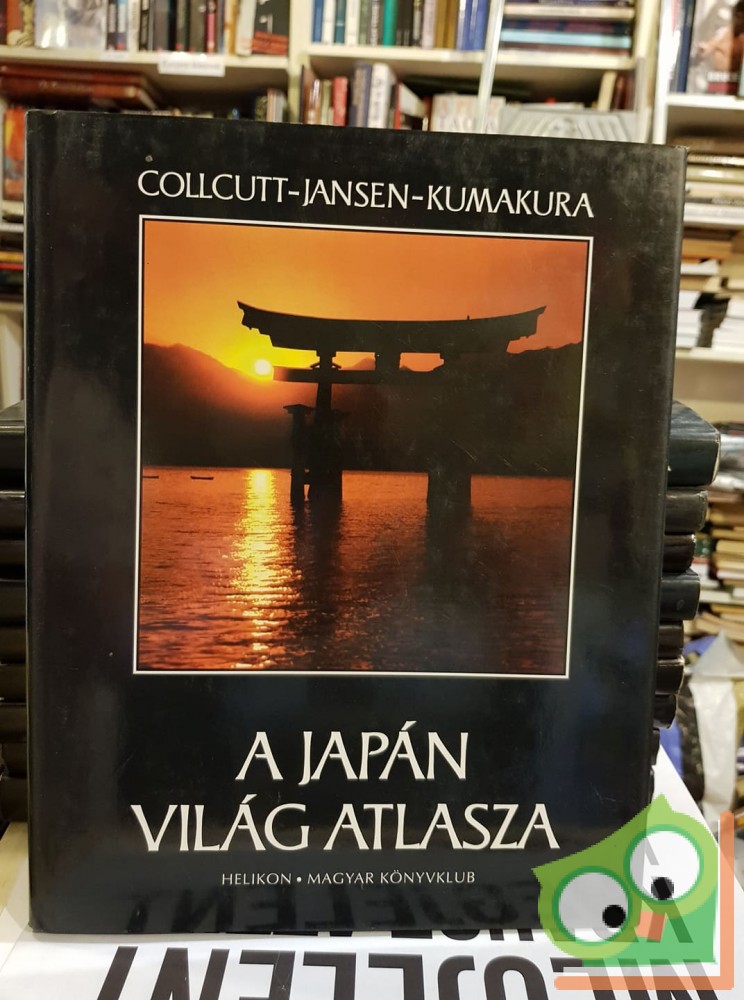 COLLCUTT-JANSEN-KUMAKURA
A JAPÁN
VILÁG ATLASZA
HELIKON • MAGYAR KÖNYVKLUB